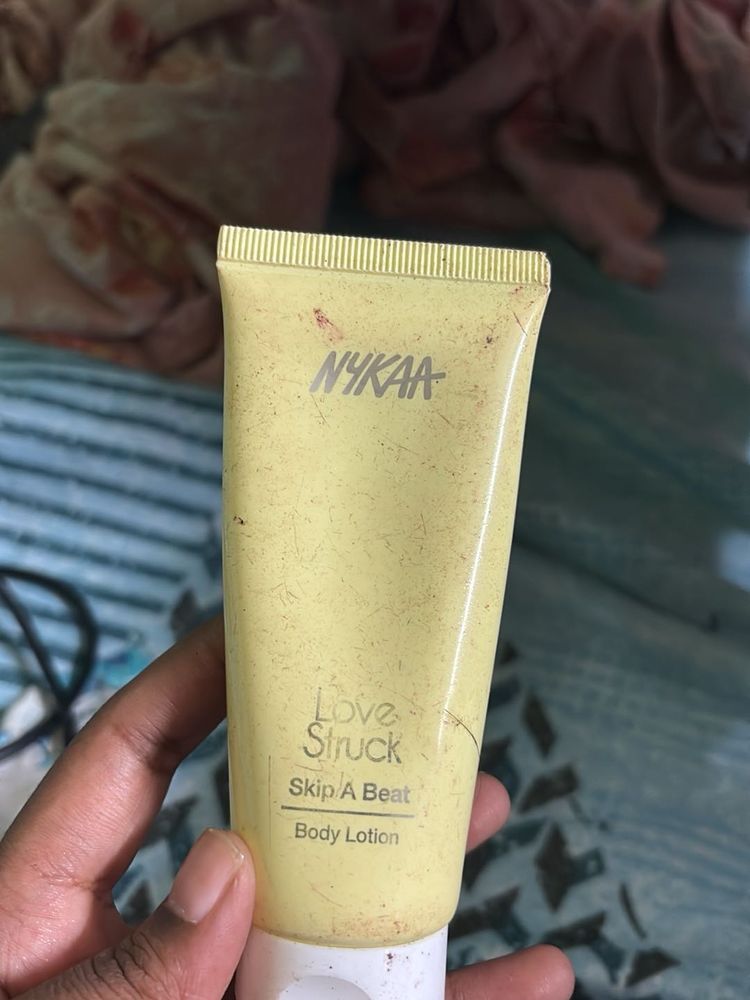 NYKAA
Love
Struck
Skip A Beat
Body Lotion